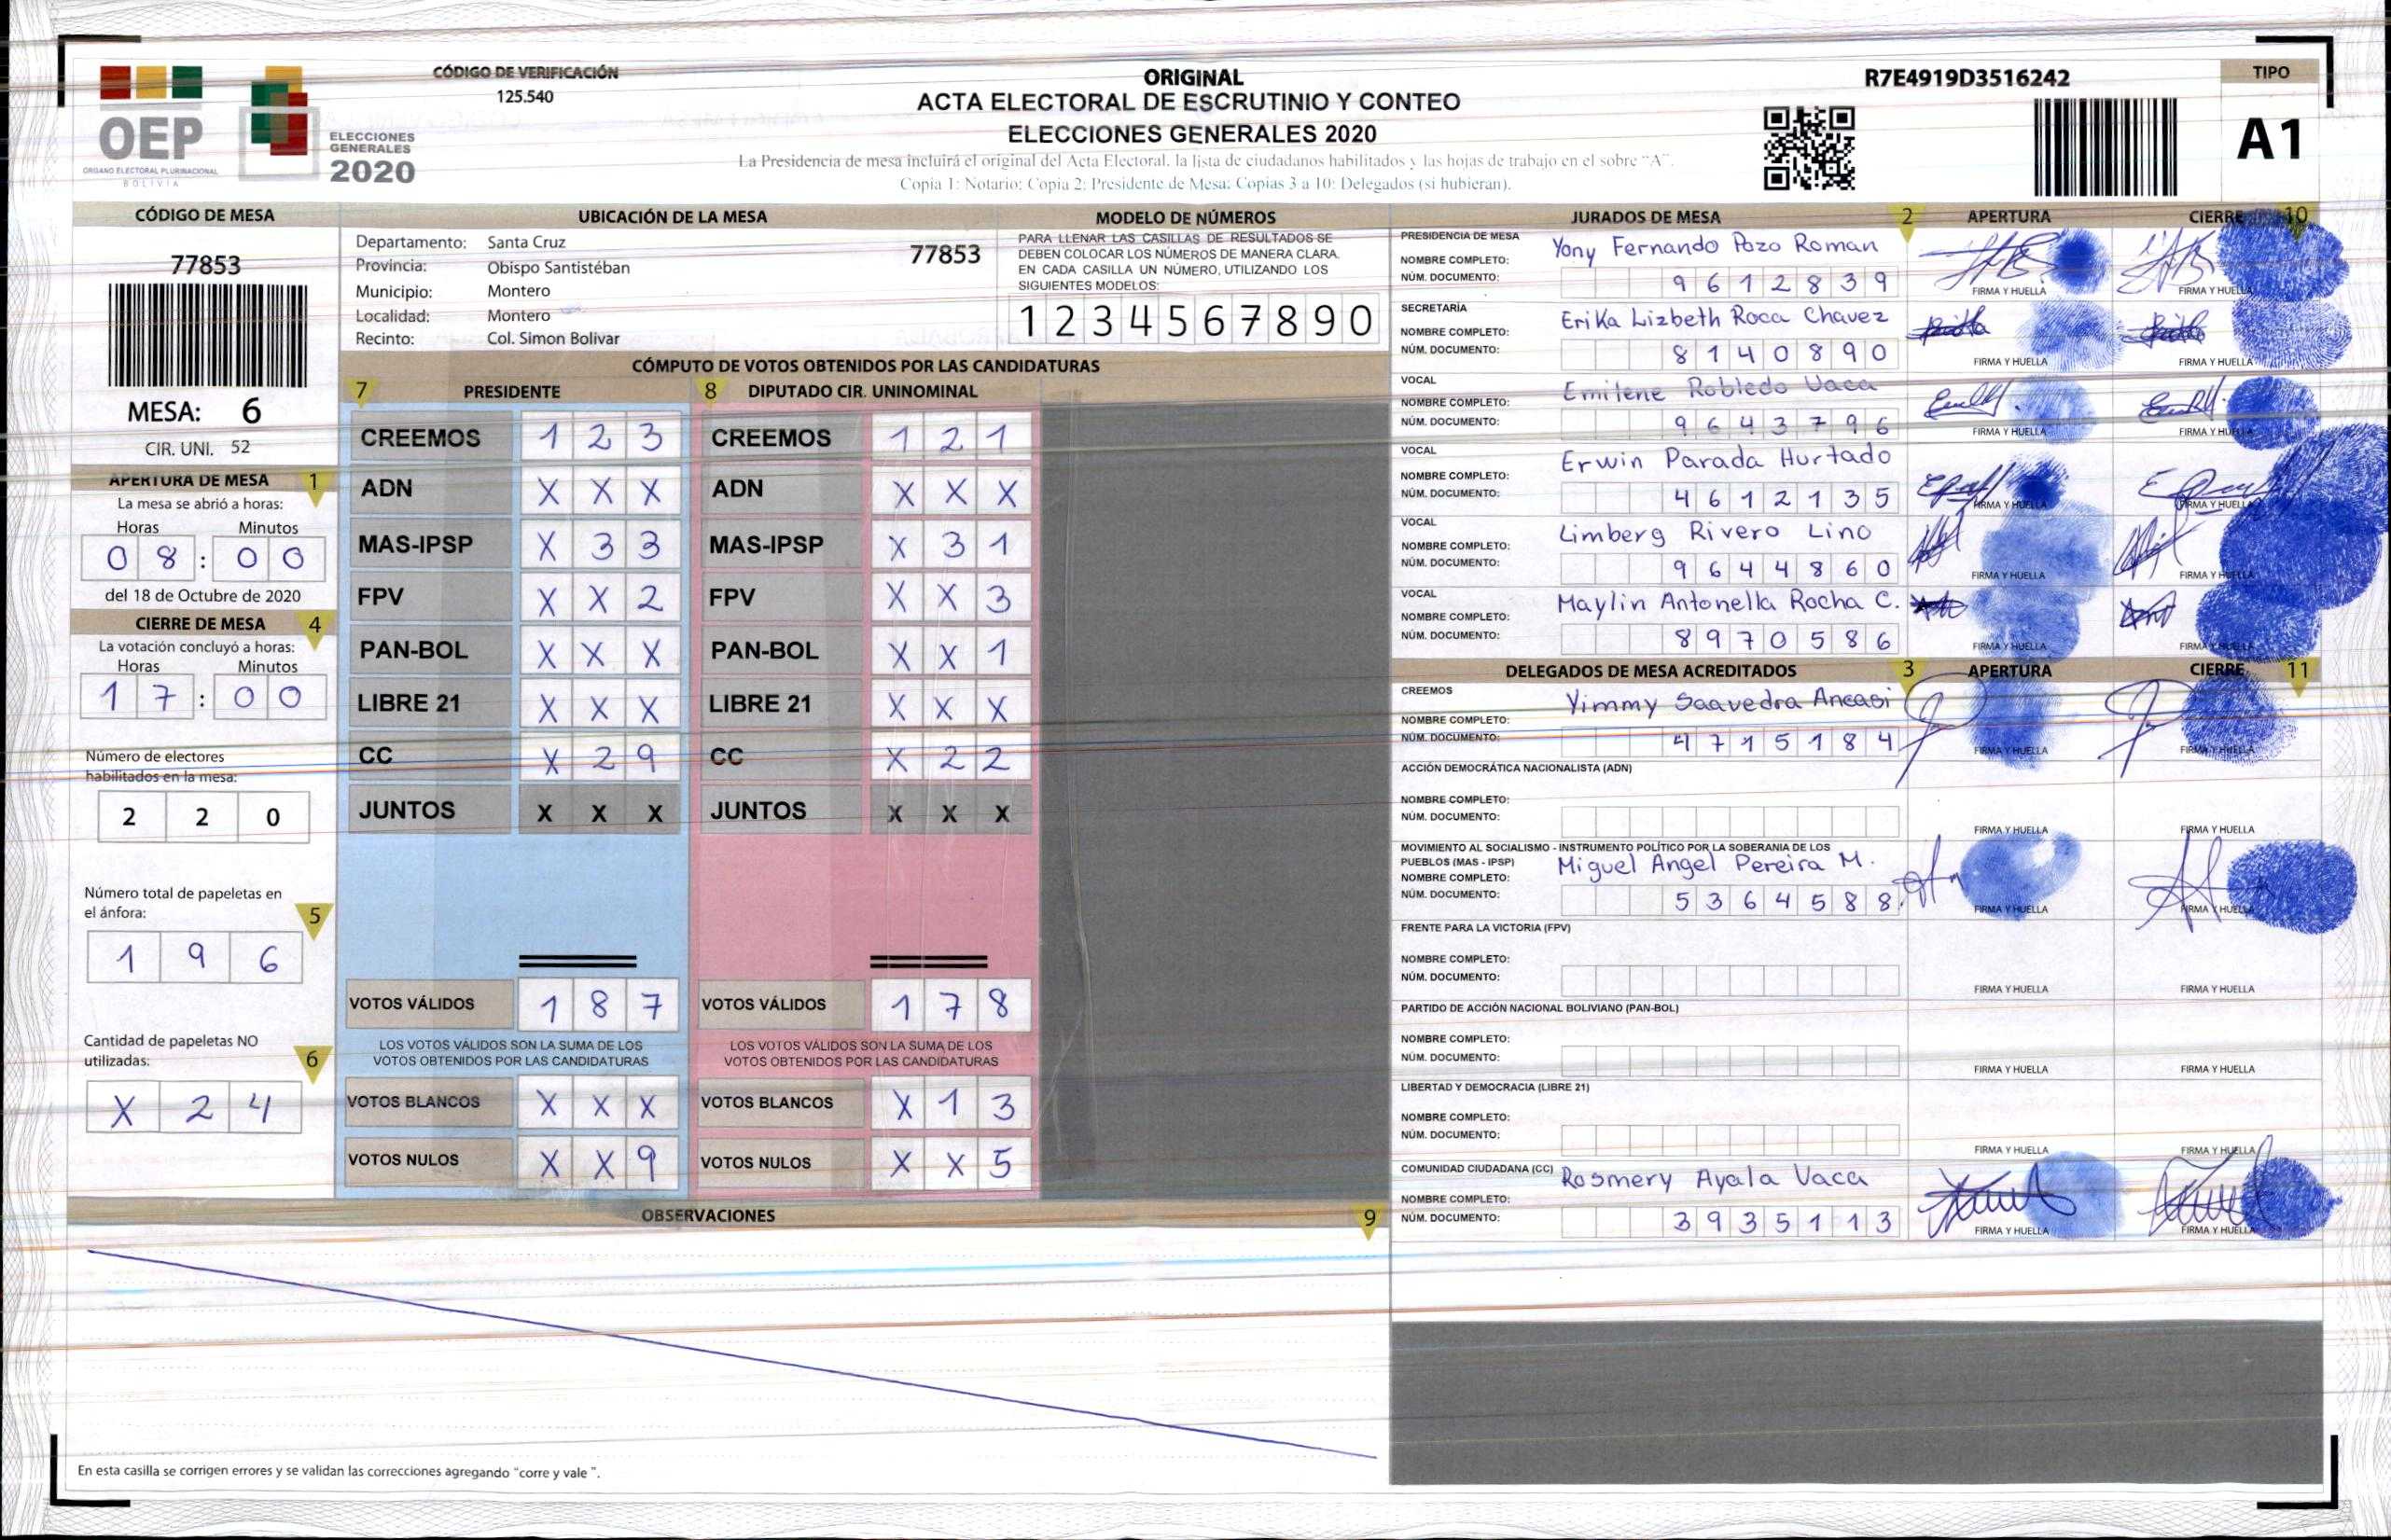 CÓDIGO DE VERIFICACIÓN
125.540
OEP
ÓRGANO ELECTORAL PLURINACIONAL
BOLIVIA
ELECCIONES
GENERALES
2020
ORIGINAL
ACTA ELECTORAL DE ESCRUTINIO Y CONTEO
ELECCIONES GENERALES 2020
La Presidencia de mesa incluirá el original del Acta Electoral, la lista de ciudadanos habilitados y las hojas de trabajo en el sobre "A".
Copia 1: Notario; Copia 2: Presidente de Mesa; Copias 3 a 10: Delegados (si hubieran).
R7E4919D3516242
TIPO
A1
CÓDIGO DE MESA
77853
MESA: 6
CIR. UNI. 52
APERTURA DE MESA 1
La mesa se abrió a horas:
Horas Minutos
0 8 : 0 0
del 18 de Octubre de 2020
CIERRE DE MESA 4
La votación concluyó a horas:
Horas Minutos
1 7 : 0 0
Número de electores
habilitados en la mesa:
2 2 0
Número total de papeletas en
el ánfora: 5
1 9 6
Cantidad de papeletas NO
utilizadas: 6
X 2 4
UBICACIÓN DE LA MESA
Departamento: Santa Cruz
77853
Provincia: Obispo Santistéban
Municipio: Montero
Localidad: Montero
Recinto: Col. Simon Bolivar
MODELO DE NÚMEROS
PARA LLENAR LAS CASILLAS DE RESULTADOS SE
DEBEN COLOCAR LOS NÚMEROS DE MANERA CLARA.
EN CADA CASILLA UN NÚMERO, UTILIZANDO LOS
SIGUIENTES MODELOS:
1 2 3 4 5 6 7 8 9 0
CÓMPUTO DE VOTOS OBTENIDOS POR LAS CANDIDATURAS
7 PRESIDENTE
CREEMOS 1 2 3
ADN X X X
MAS-IPSP X 3 3
FPV X X 2
PAN-BOL X X X
LIBRE 21 X X X
CC X 2 9
JUNTOS X X X
VOTOS VÁLIDOS 1 8 7
LOS VOTOS VÁLIDOS SON LA SUMA DE LOS
VOTOS OBTENIDOS POR LAS CANDIDATURAS
VOTOS BLANCOS X X X
VOTOS NULOS X X 9
8 DIPUTADO CIR. UNINOMINAL
CREEMOS 1 2 1
ADN X X X
MAS-IPSP X 3 1
FPV X X 3
PAN-BOL X X 1
LIBRE 21 X X X
CC X 2 2
JUNTOS X X X
VOTOS VÁLIDOS 1 7 8
LOS VOTOS VÁLIDOS SON LA SUMA DE LOS
VOTOS OBTENIDOS POR LAS CANDIDATURAS
VOTOS BLANCOS X 1 3
VOTOS NULOS X X 5
OBSERVACIONES 9
En esta casilla se corrigen errores y se validan las correcciones agregando "corre y vale ".
JURADOS DE MESA 2 APERTURA CIERRE 10
PRESIDENCIA DE MESA
NOMBRE COMPLETO: Yony Fernando Pozo Roman
NÚM. DOCUMENTO: 9 6 1 2 8 3 9
FIRMA Y HUELLA FIRMA Y HUELLA
SECRETARÍA
NOMBRE COMPLETO: Erika Lizbeth Roca Chavez
NÚM. DOCUMENTO: 8 1 4 0 8 9 0
FIRMA Y HUELLA FIRMA Y HUELLA
VOCAL
NOMBRE COMPLETO: Emilene Robledo Vaca
NÚM. DOCUMENTO: 9 6 4 3 7 9 6
FIRMA Y HUELLA FIRMA Y HUELLA
VOCAL
NOMBRE COMPLETO: Erwin Parada Hurtado
NÚM. DOCUMENTO: 4 6 1 2 1 3 5
FIRMA Y HUELLA FIRMA Y HUELLA
VOCAL
NOMBRE COMPLETO: Limberg Rivero Lino
NÚM. DOCUMENTO: 9 6 4 4 8 6 0
FIRMA Y HUELLA FIRMA Y HUELLA
VOCAL
NOMBRE COMPLETO: Maylin Antonella Rocha C.
NÚM. DOCUMENTO: 8 9 7 0 5 8 6
FIRMA Y HUELLA FIRMA Y HUELLA
DELEGADOS DE MESA ACREDITADOS 3 APERTURA CIERRE 11
CREEMOS
NOMBRE COMPLETO: Yimmy Saavedra Ancasi
NÚM. DOCUMENTO: 4 7 1 5 1 8 4
FIRMA Y HUELLA FIRMA Y HUELLA
ACCIÓN DEMOCRÁTICA NACIONALISTA (ADN)
NOMBRE COMPLETO:
NÚM. DOCUMENTO:
FIRMA Y HUELLA FIRMA Y HUELLA
MOVIMIENTO AL SOCIALISMO - INSTRUMENTO POLÍTICO POR LA SOBERANIA DE LOS
PUEBLOS (MAS - IPSP)
NOMBRE COMPLETO: Miguel Angel Pereira M.
NÚM. DOCUMENTO: 5 3 6 4 5 8 8
FIRMA Y HUELLA FIRMA Y HUELLA
FRENTE PARA LA VICTORIA (FPV)
NOMBRE COMPLETO:
NÚM. DOCUMENTO:
FIRMA Y HUELLA FIRMA Y HUELLA
PARTIDO DE ACCIÓN NACIONAL BOLIVIANO (PAN-BOL)
NOMBRE COMPLETO:
NÚM. DOCUMENTO:
FIRMA Y HUELLA FIRMA Y HUELLA
LIBERTAD Y DEMOCRACIA (LIBRE 21)
NOMBRE COMPLETO:
NÚM. DOCUMENTO:
FIRMA Y HUELLA FIRMA Y HUELLA
COMUNIDAD CIUDADANA (CC)
NOMBRE COMPLETO: Rosmery Ayala Vaca
NÚM. DOCUMENTO: 3 9 3 5 1 1 3
FIRMA Y HUELLA FIRMA Y HUELLA